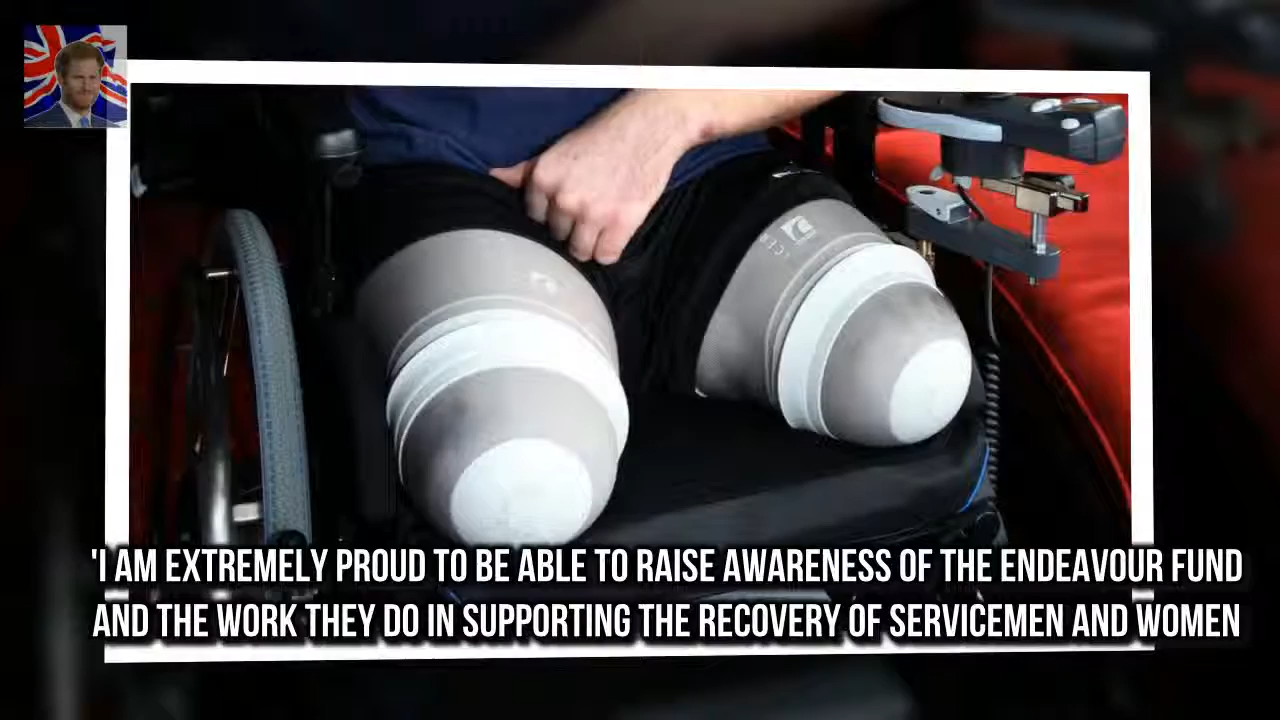 'I AM EXTREMELY PROUD TO BE ABLE TO RAISE AWARENESS OF THE ENDEAVOUR FUND
AND THE WORK THEY DO IN SUPPORTING THE RECOVERY OF SERVICEMEN AND WOMEN